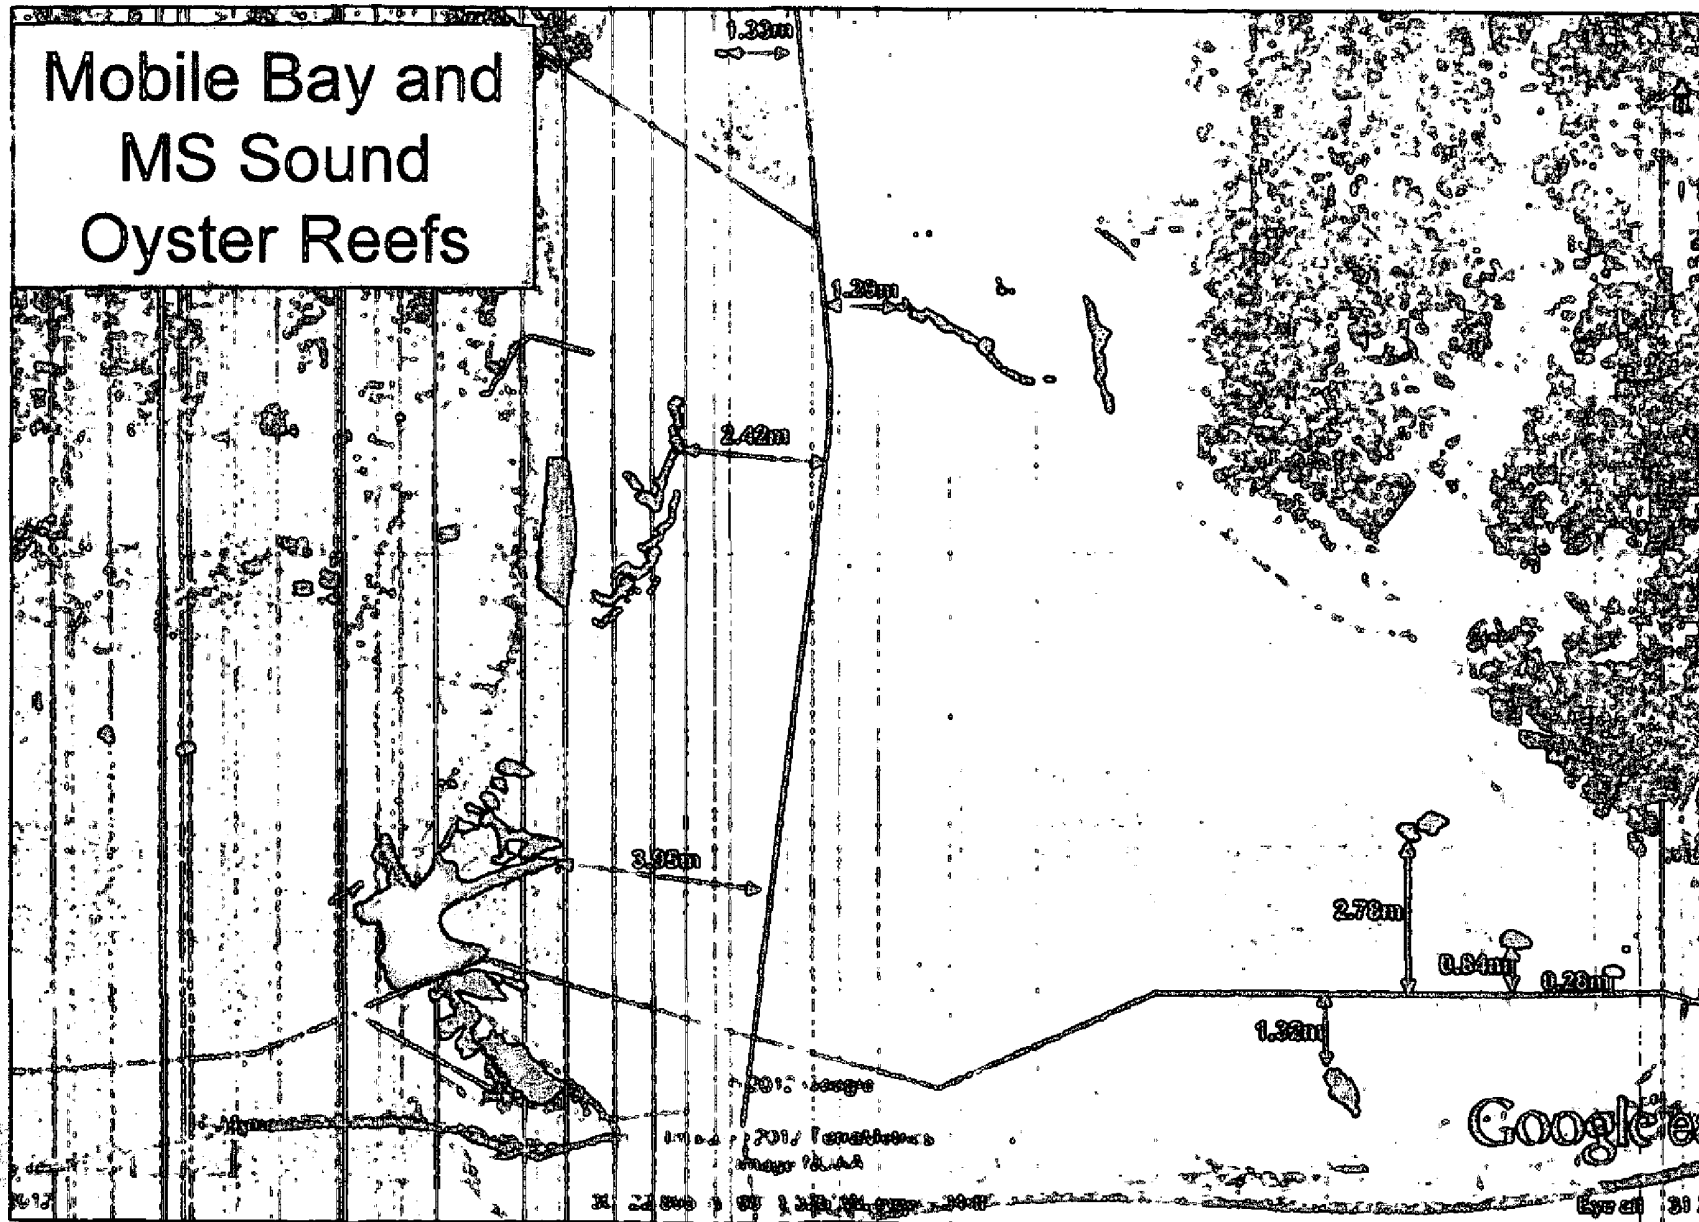 Mobile Bay and
MS Sound
Oyster Reefs
1.33m
1.39m
2.42m
3.95m
2.78m
0.84m
0.28m
1.32m
Google ea